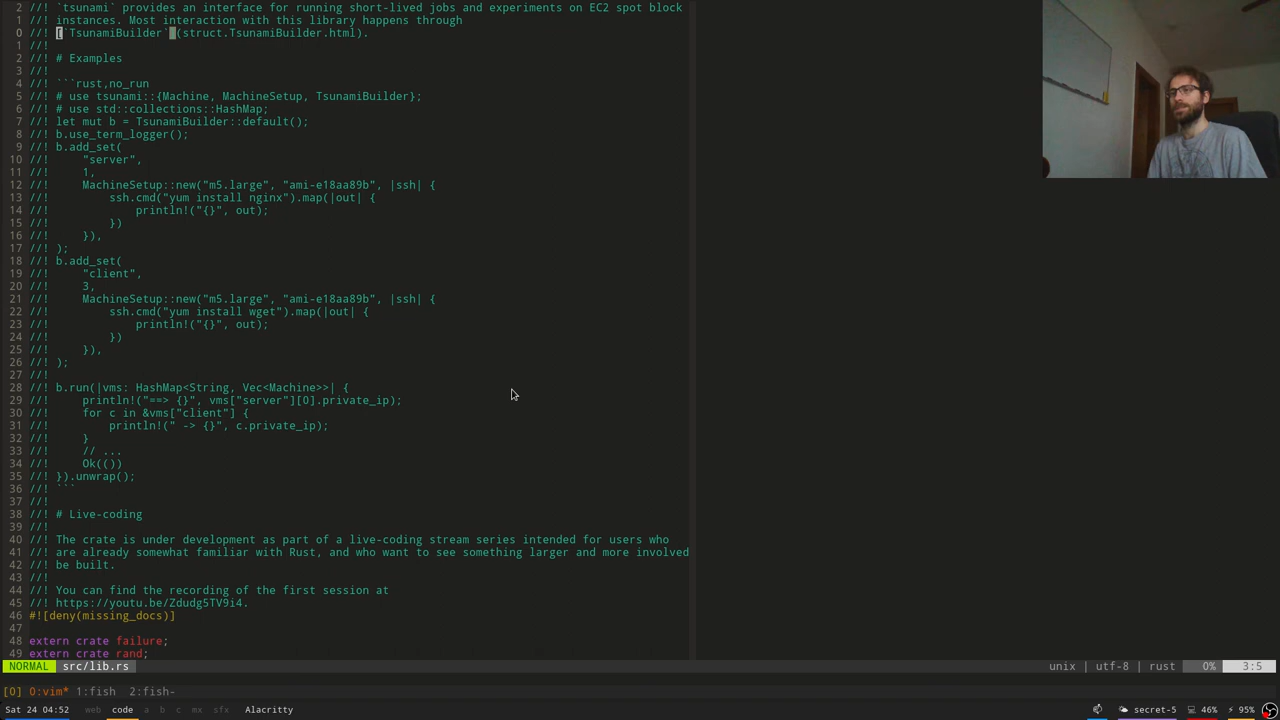 2 //! `tsunami` provides an interface for running short-lived jobs and experiments on EC2 spot block
1 //! instances. Most interaction with this library happens through
0 //! [`TsunamiBuilder`](struct.TsunamiBuilder.html).
1 //!
2 //! # Examples
3 //!
4 //! ```rust,no_run
5 //! # use tsunami::{Machine, MachineSetup, TsunamiBuilder};
6 //! # use std::collections::HashMap;
7 //! let mut b = TsunamiBuilder::default();
8 //! b.use_term_logger();
9 //! b.add_set(
10 //!     "server",
11 //!     1,
12 //!     MachineSetup::new("m5.large", "ami-e18aa89b", |ssh| {
13 //!         ssh.cmd("yum install nginx").map(|out| {
14 //!             println!("{}", out);
15 //!         })
16 //!     }),
17 //! );
18 //! b.add_set(
19 //!     "client",
20 //!     3,
21 //!     MachineSetup::new("m5.large", "ami-e18aa89b", |ssh| {
22 //!         ssh.cmd("yum install wget").map(|out| {
23 //!             println!("{}", out);
24 //!         })
25 //!     }),
26 //! );
27 //!
28 //! b.run(|vms: HashMap<String, Vec<Machine>>| {
29 //!     println!("==> {}", vms["server"][0].private_ip);
30 //!     for c in &vms["client"] {
31 //!         println!(" -> {}", c.private_ip);
32 //!     }
33 //!     // ...
34 //!     Ok(())
35 //! }).unwrap();
36 //! ```
37 //!
38 //! # Live-coding
39 //!
40 //! The crate is under development as part of a live-coding stream series intended for users who
41 //! are already somewhat familiar with Rust, and who want to see something larger and more involved
42 //! be built.
43 //!
44 //! You can find the recording of the first session at
45 //! https://youtu.be/Zdudg5TV9i4.
46 #![deny(missing_docs)]
47
48 extern crate failure;
49 extern crate rand;
NORMAL src/lib.rs unix | utf-8 | rust 0% 3:5
[0] 0:vim* 1:fish 2:fish-
Sat 24 04:52 web code a b c mx sfx Alacritty secret-5 46% 95%